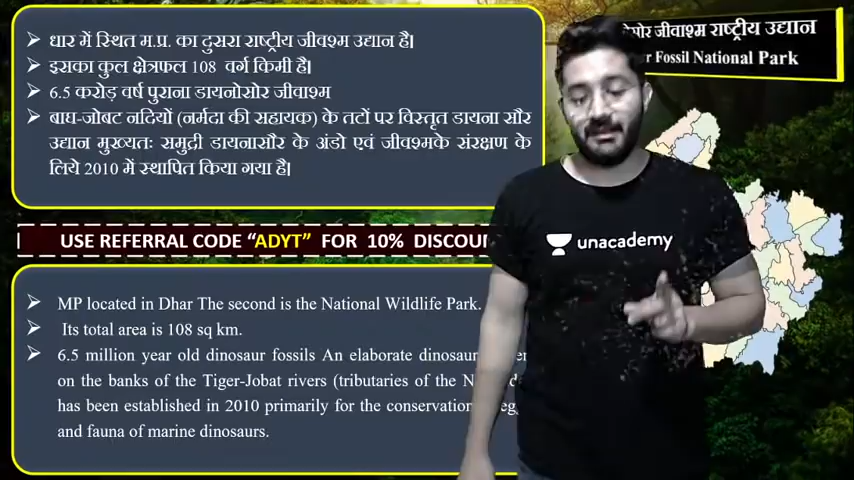 धार में स्थित म.प्र. का दुसरा राष्ट्रीय जीवश्म उद्यान है।
इसका कुल क्षेत्रफल 108 वर्ग किमी है।
6.5 करोड़ वर्ष पुराना डायनोसोर जीवाश्म
बाघ-जोबट नदियों (नर्मदा की सहायक) के तटों पर विस्तृत डायना सौर
उद्यान मुख्यतः समुद्री डायनासौर के अंडो एवं जीवश्मके संरक्षण के
लिये 2010 में स्थापित किया गया है।
जीवाश्म राष्ट्रीय उद्यान
Fossil National Park
USE REFERRAL CODE “ADYT” FOR 10%
unacademy
MP located in Dhar The second is the National Wildlife Park.
Its total area is 108 sq km.
6.5 million year old dinosaur fossils An elaborate
on the banks of the Tiger-Jobat rivers (tributaries of the
has been established in 2010 primarily for the conservation
and fauna of marine dinosaurs.